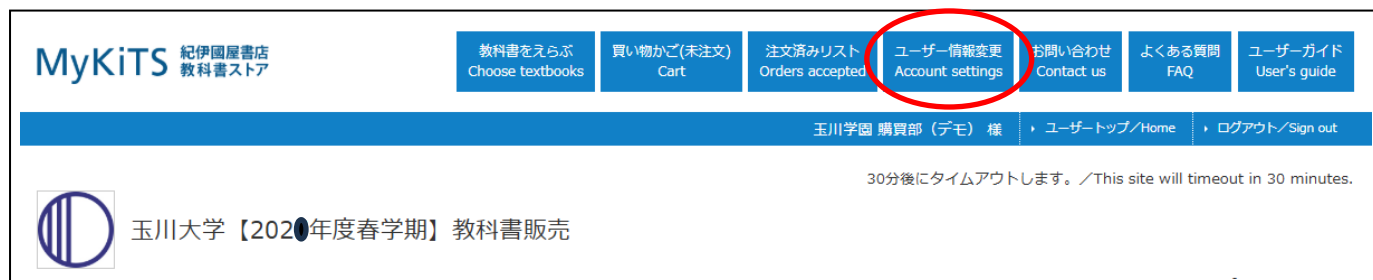 MyKiTS 紀伊國屋書店
教科書ストア
教科書をえらぶ
Choose textbooks
買い物かご(未注文)
Cart
注文済みリスト
Orders accepted
ユーザー情報変更
Account settings
お問い合わせ
Contact us
よくある質問
FAQ
ユーザーガイド
User's guide
玉川学園 購買部（デモ） 様
ユーザートップ／Home
ログアウト／Sign out
30分後にタイムアウトします。／This site will timeout in 30 minutes.
玉川大学【202年度春学期】教科書販売